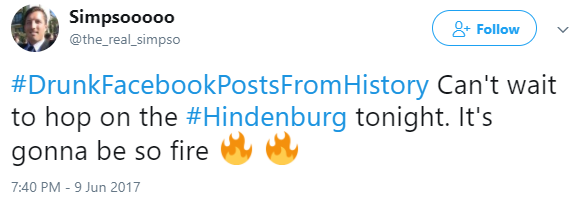 Simpsooooo
@the_real_simpso
Follow
#DrunkFacebookPostsFromHistory Can't wait
to hop on the #Hindenburg tonight. It's
gonna be so fire 🔥 🔥
7:40 PM - 9 Jun 2017